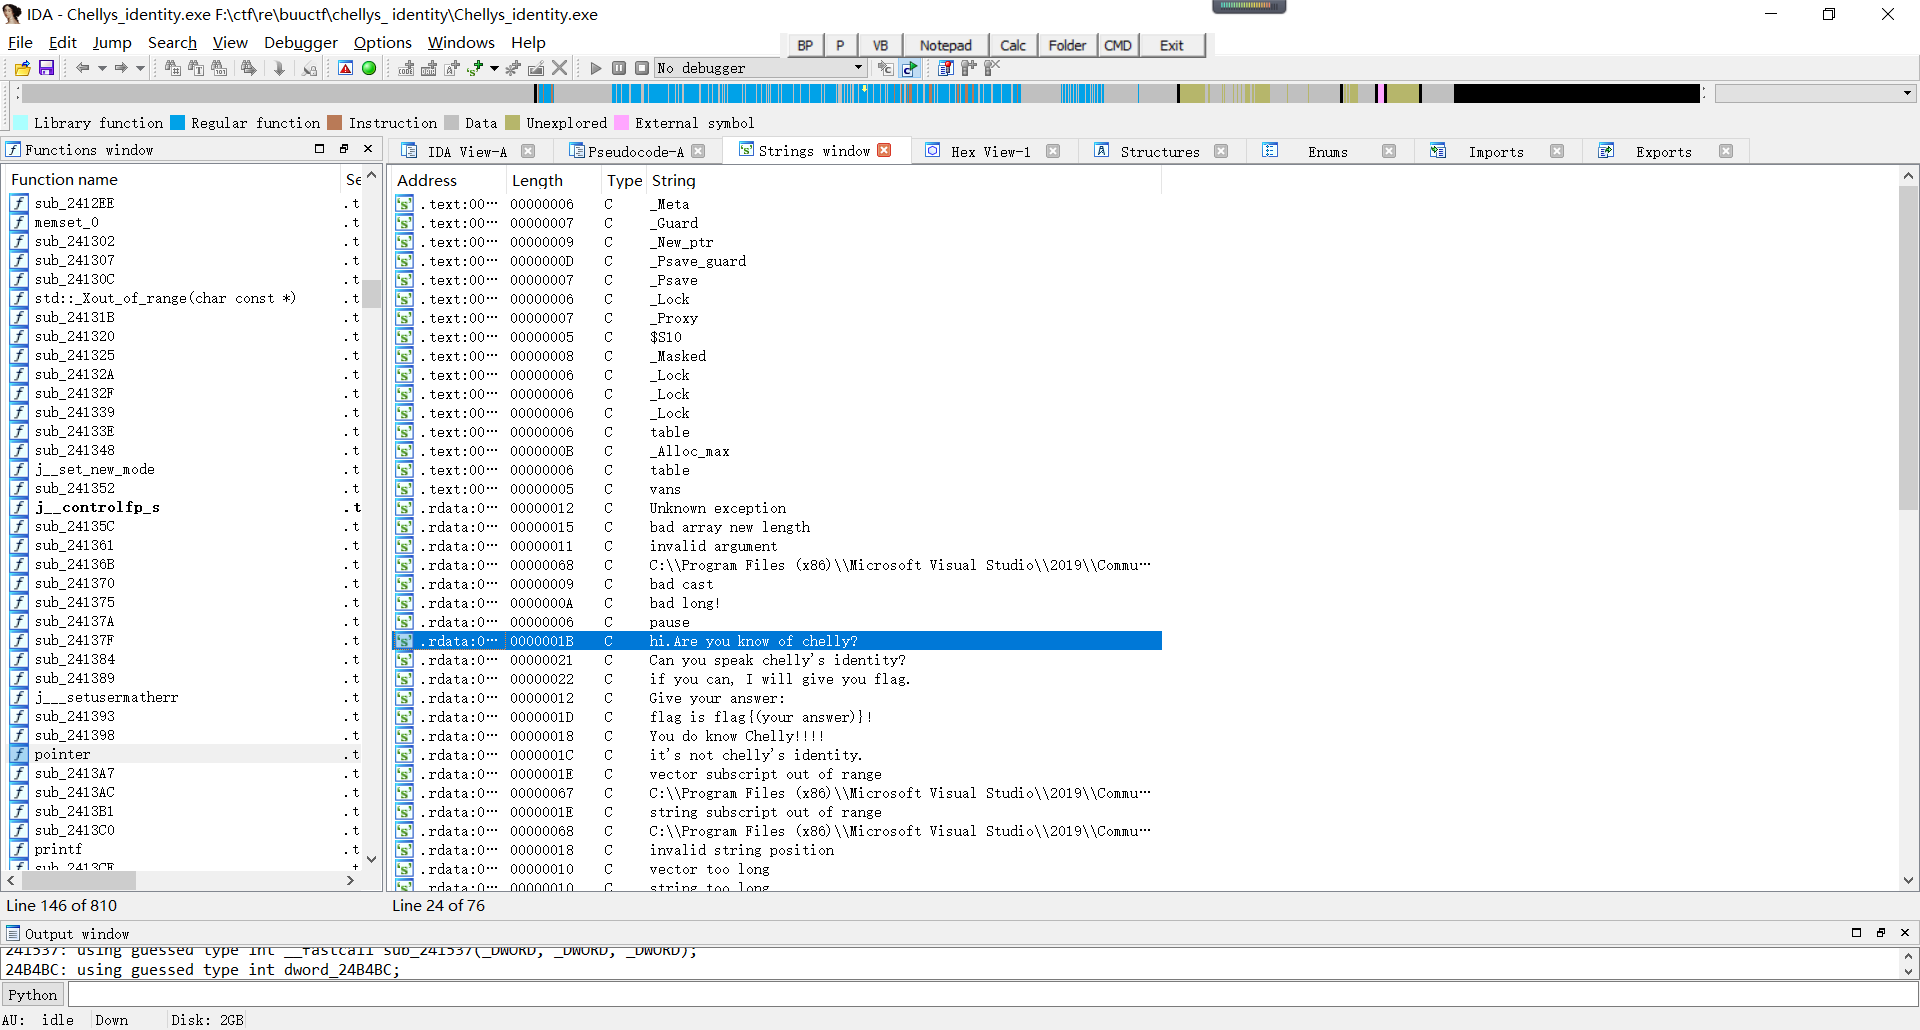 IDA - Chellys_identity.exe F:\ctf\re\buuctf\chellys_ identity\Chellys_identity.exe
File Edit Jump Search View Debugger Options Windows Help
BP P VB Notepad Calc Folder CMD Exit
No debugger
Library function Regular function Instruction Data Unexplored External symbol
Functions window
IDA View-A Pseudocode-A Strings window Hex View-1 Structures Enums Imports Exports
Function name Se
sub_2412EE .t
memset_0 .t
sub_241302 .t
sub_241307 .t
sub_24130C .t
std::_Xout_of_range(char const *) .t
sub_24131B .t
sub_241320 .t
sub_241325 .t
sub_24132A .t
sub_24132F .t
sub_241339 .t
sub_24133E .t
sub_241348 .t
j__set_new_mode .t
sub_241352 .t
j__controlfp_s .t
sub_24135C .t
sub_241361 .t
sub_24136B .t
sub_241370 .t
sub_241375 .t
sub_24137A .t
sub_24137F .t
sub_241384 .t
sub_241389 .t
j___setusermatherr .t
sub_241393 .t
sub_241398 .t
pointer .t
sub_2413A7 .t
sub_2413AC .t
sub_2413B1 .t
sub_2413C0 .t
printf .t
sub_2413CF .t
Line 146 of 810
Address Length Type String
.text:00… 00000006 C _Meta
.text:00… 00000007 C _Guard
.text:00… 00000009 C _New_ptr
.text:00… 0000000D C _Psave_guard
.text:00… 00000007 C _Psave
.text:00… 00000006 C _Lock
.text:00… 00000007 C _Proxy
.text:00… 00000005 C $S10
.text:00… 00000008 C _Masked
.text:00… 00000006 C _Lock
.text:00… 00000006 C _Lock
.text:00… 00000006 C _Lock
.text:00… 00000006 C table
.text:00… 0000000B C _Alloc_max
.text:00… 00000006 C table
.text:00… 00000005 C vans
.rdata:0… 00000012 C Unknown exception
.rdata:0… 00000015 C bad array new length
.rdata:0… 00000011 C invalid argument
.rdata:0… 00000068 C C:\\Program Files (x86)\\Microsoft Visual Studio\\2019\\Commu…
.rdata:0… 00000009 C bad cast
.rdata:0… 0000000A C bad long!
.rdata:0… 00000006 C pause
.rdata:0… 0000001B C hi.Are you know of chelly?
.rdata:0… 00000021 C Can you speak chelly's identity?
.rdata:0… 00000022 C if you can, I will give you flag.
.rdata:0… 00000012 C Give your answer:
.rdata:0… 0000001D C flag is flag{(your answer)}!
.rdata:0… 00000018 C You do know Chelly!!!!
.rdata:0… 0000001C C it's not chelly's identity.
.rdata:0… 0000001E C vector subscript out of range
.rdata:0… 00000067 C C:\\Program Files (x86)\\Microsoft Visual Studio\\2019\\Commu…
.rdata:0… 0000001E C string subscript out of range
.rdata:0… 00000068 C C:\\Program Files (x86)\\Microsoft Visual Studio\\2019\\Commu…
.rdata:0… 00000018 C invalid string position
.rdata:0… 00000010 C vector too long
.rdata:0… 00000010 C string too long
Line 24 of 76
Output window
241537: using guessed type int __fastcall sub_241537(_DWORD, _DWORD, _DWORD);
24B4BC: using guessed type int dword_24B4BC;
Python
AU: idle Down Disk: 2GB